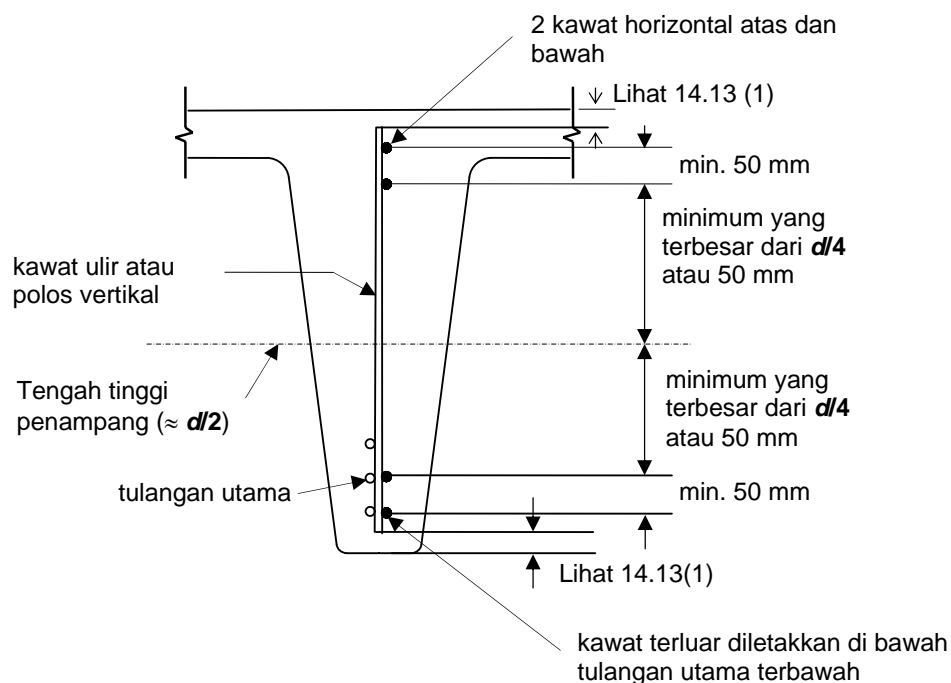 2 kawat horizontal atas dan
bawah
Lihat 14.13 (1)
min. 50 mm
minimum yang
terbesar dari d/4
atau 50 mm
kawat ulir atau
polos vertikal
Tengah tinggi
penampang (≈ d/2)
minimum yang
terbesar dari d/4
atau 50 mm
tulangan utama
min. 50 mm
Lihat 14.13(1)
kawat terluar diletakkan di bawah
tulangan utama terbawah